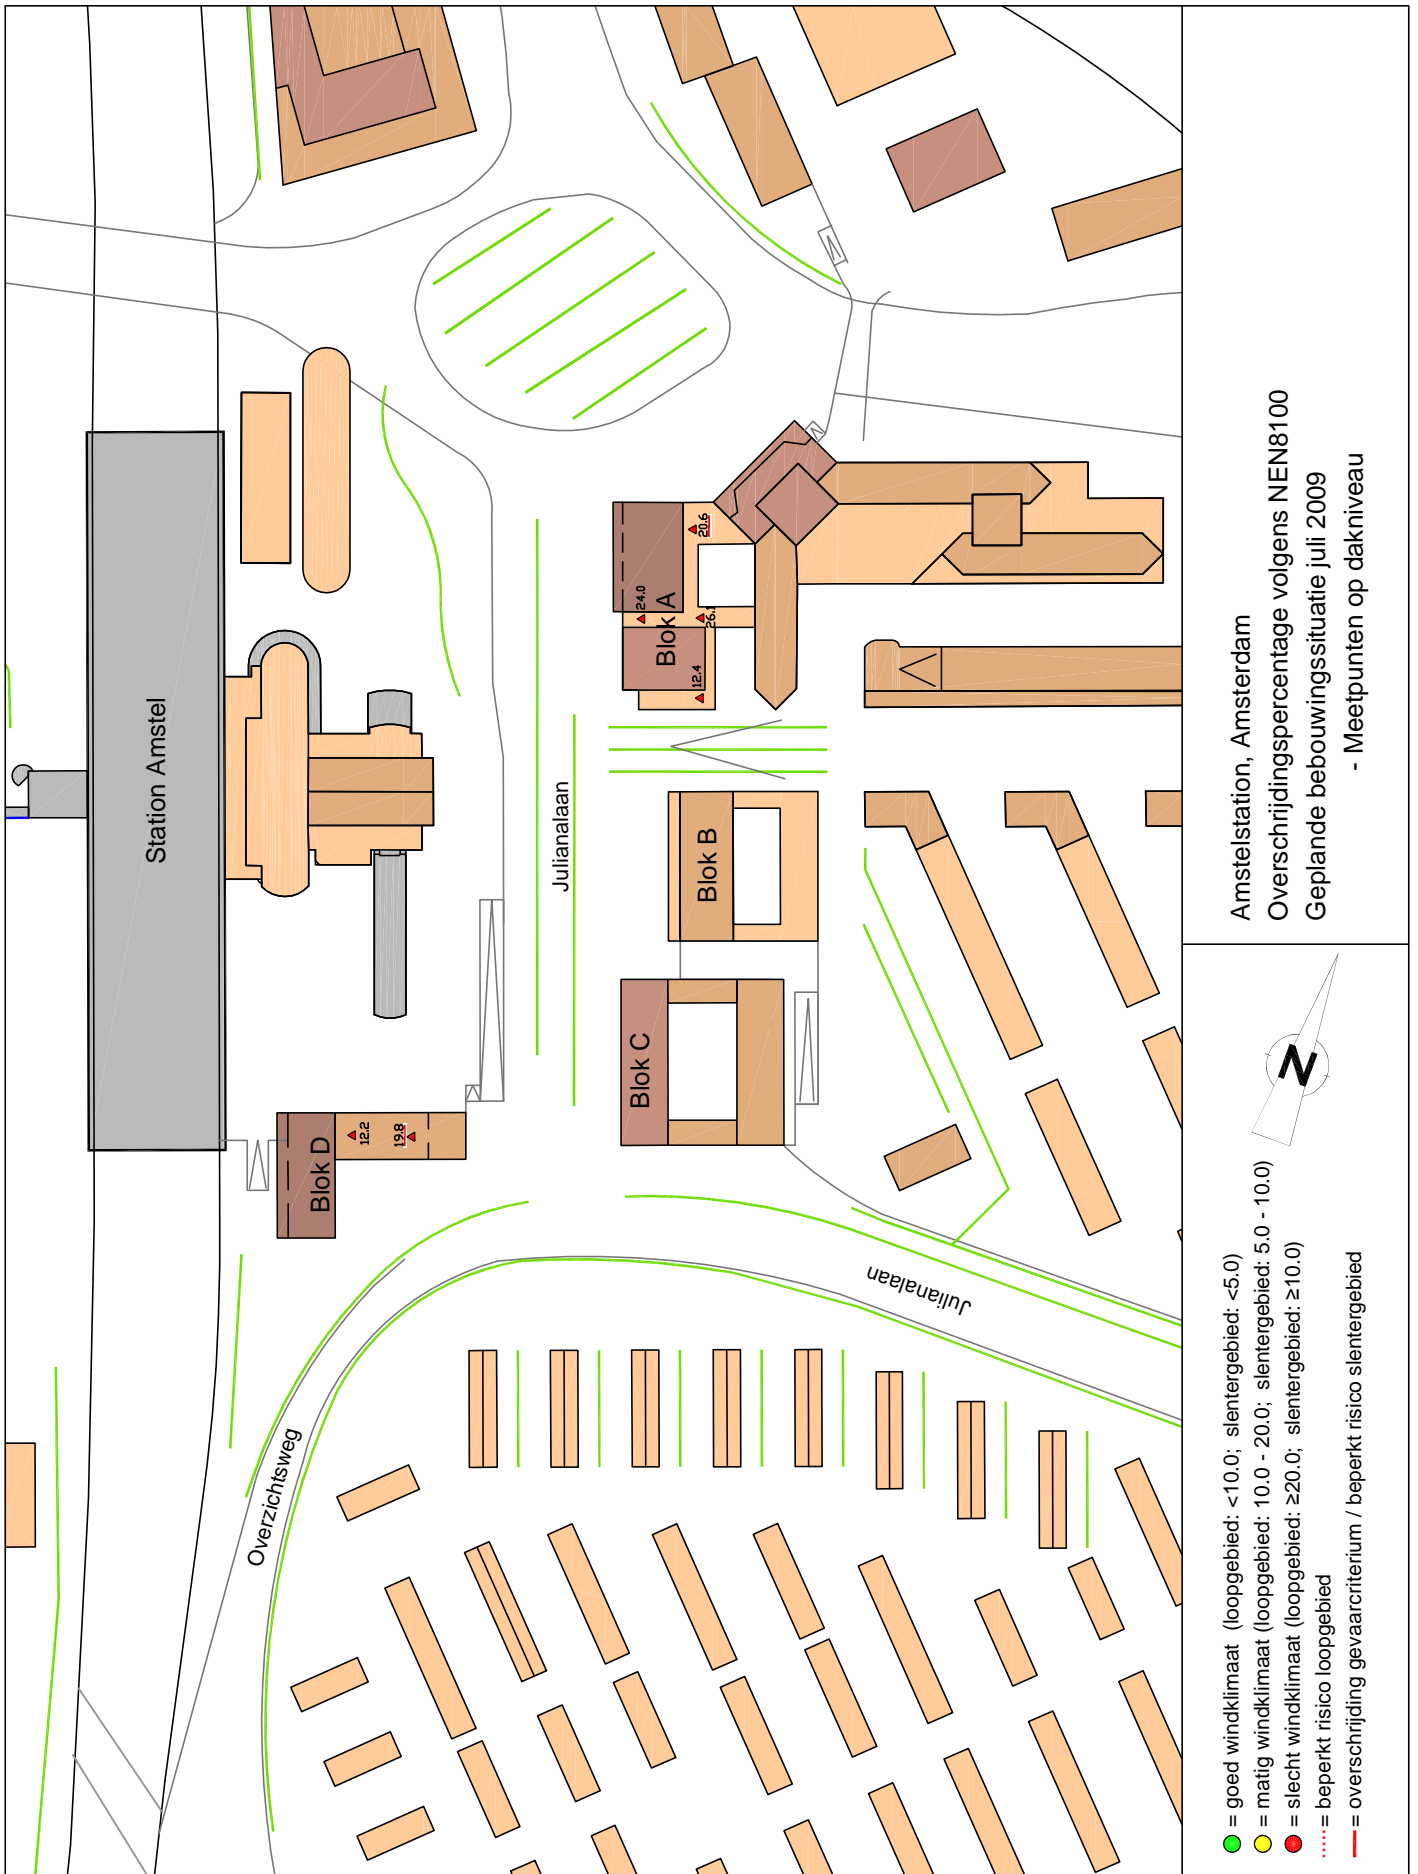 Station Amstel
Julianalaan
Blok A
24.0
20.6
12.4
Blok B
Blok C
Blok D
12.2
19.8
Julianalaan
Overzichtsweg
Amstelstation, Amsterdam
Overschrijdingspercentage volgens NEN8100
Geplande bebouwingssituatie juli 2009
- Meetpunten op dakniveau
N
= goed windklimaat (loopgebied: <10.0; slentergebied: <5.0)
= matig windklimaat (loopgebied: 10.0 - 20.0; slentergebied: 5.0 - 10.0)
= slecht windklimaat (loopgebied: ≥20.0; slentergebied: ≥10.0)
= beperkt risico loopgebied
= overschrijding gevaarcriterium / beperkt risico slentergebied